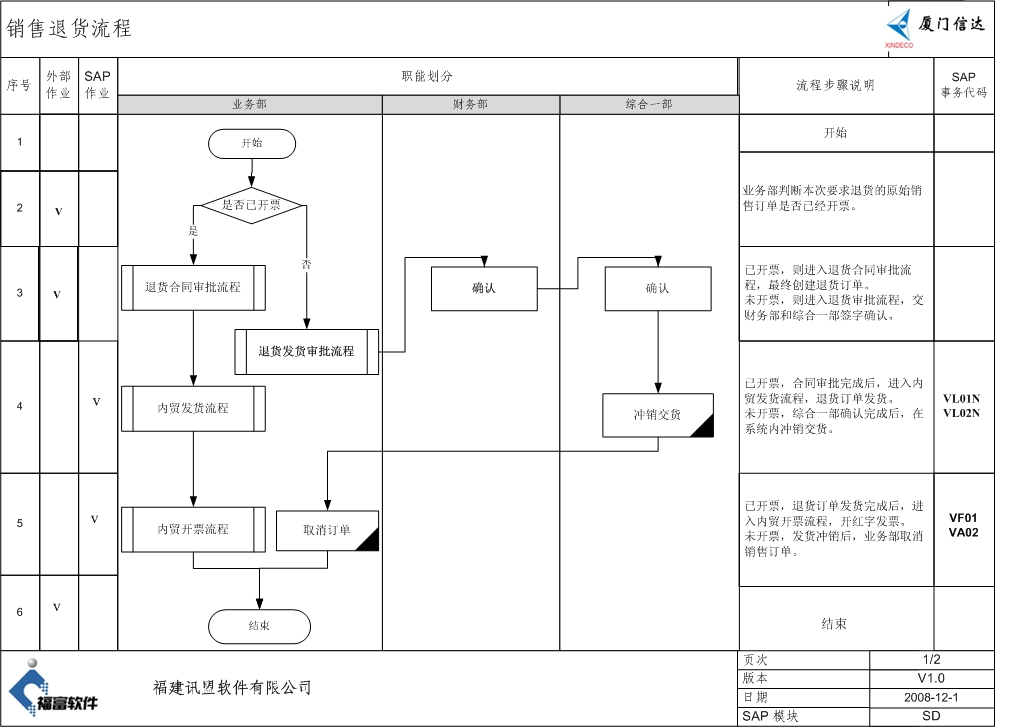 销售退货流程
厦门信达
XINDECO
序号
外部
作业
SAP
作业
职能划分
流程步骤说明
SAP
事务代码
业务部
财务部
综合一部
1
开始
开始
2
V
是否已开票
是
否
业务部判断本次要求退货的原始销
售订单是否已经开票。
3
V
退货合同审批流程
确认
确认
退货发货审批流程
已开票，则进入退货合同审批流
程，最终创建退货订单。
未开票，则进入退货审批流程，交
财务部和综合一部签字确认。
4
V
内贸发货流程
冲销交货
已开票，合同审批完成后，进入内
贸发货流程，退货订单发货。
未开票，综合一部确认完成后，在
系统内冲销交货。
VL01N
VL02N
5
V
内贸开票流程
取消订单
已开票，退货订单发货完成后，进
入内贸开票流程，开红字发票。
未开票，发货冲销后，业务部取消
销售订单。
VF01
VA02
6
V
结束
结束
福富软件
福建讯盟软件有限公司
页次
1/2
版本
V1.0
日期
2008-12-1
SAP 模块
SD